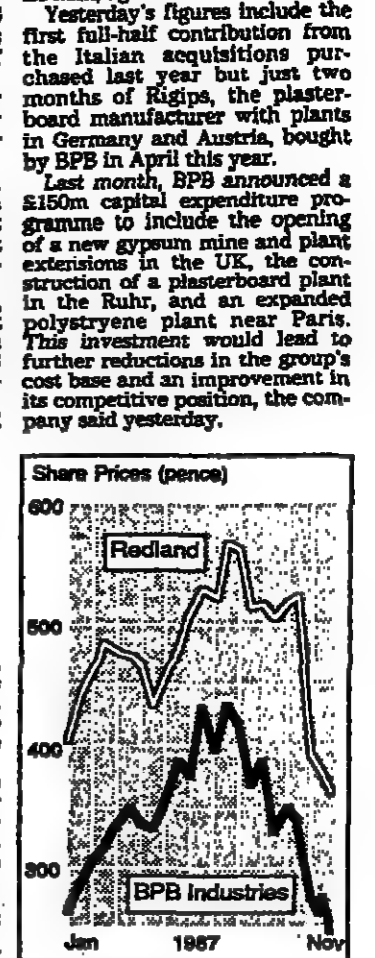 Yesterday's figures include the
first full-half contribution from
the Italian acquisitions pur-
chased last year but just two
months of Rigips, the plaster-
board manufacturer with plants
in Germany and Austria, bought
by BPB in April this year.
Last month, BPB announced a
£150m capital expenditure pro-
gramme to include the opening
of a new gypsum mine and plant
extensions in the UK, the con-
struction of a plasterboard plant
in the Ruhr, and an expanded
polystryene plant near Paris.
This investment would lead to
further reductions in the group's
cost base and an improvement in
its competitive position, the com-
pany said yesterday.
Share Prices (pence)
600
Redland
500
400
300
BPB Industries
Jan 1987 Nov